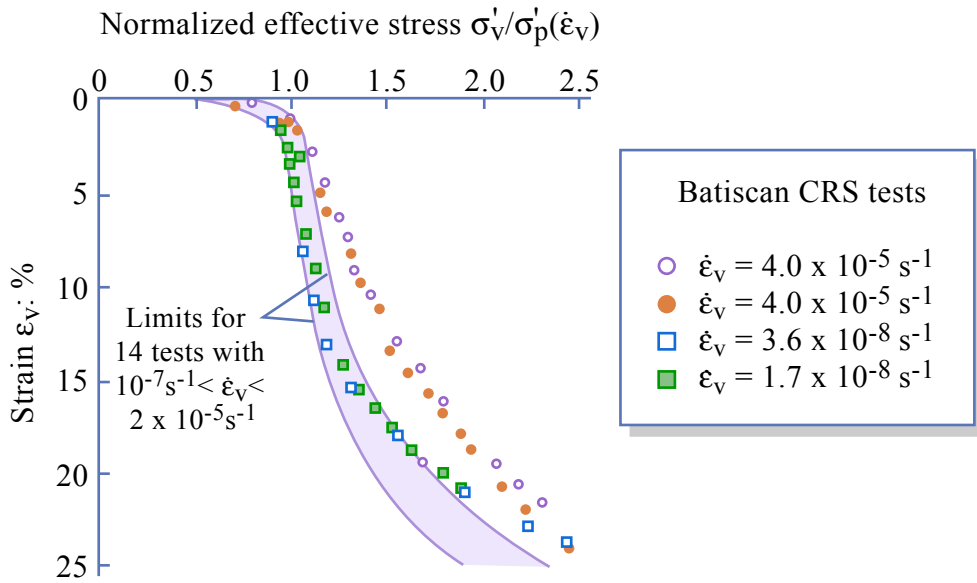 Normalized effective stress σ'v/σ'p(ε̇v)
0 0.5 1.0 1.5 2.0 2.5
0
5
10
15
20
25
Strain εv: %
Limits for
14 tests with
10⁻⁷s⁻¹< ε̇v<
2 x 10⁻⁵s⁻¹
Batiscan CRS tests
ε̇v = 4.0 x 10⁻⁵ s⁻¹
ε̇v = 4.0 x 10⁻⁵ s⁻¹
ε̇v = 3.6 x 10⁻⁸ s⁻¹
ε̇v = 1.7 x 10⁻⁸ s⁻¹